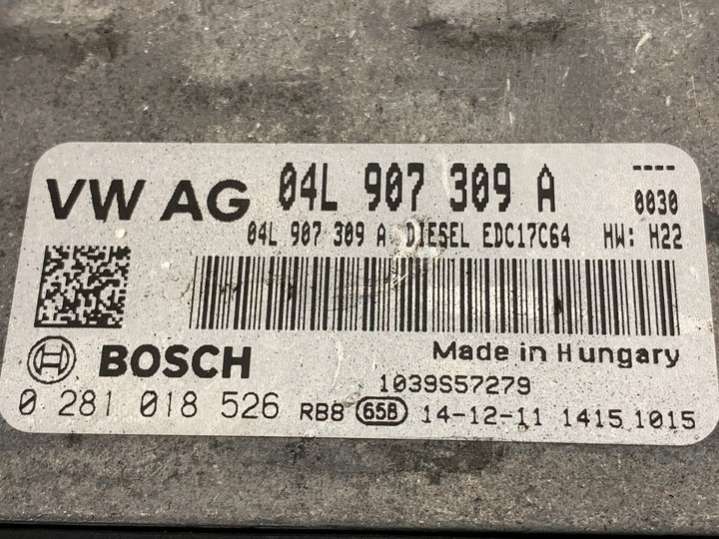 VW AG 04L 907 309 A ----
0030
04L 907 309 A DIESEL EDC17C64 HW: H22
BOSCH Made in Hungary
1039S57279
0 281 018 526 RB8 65B 14-12-11 1415 1015